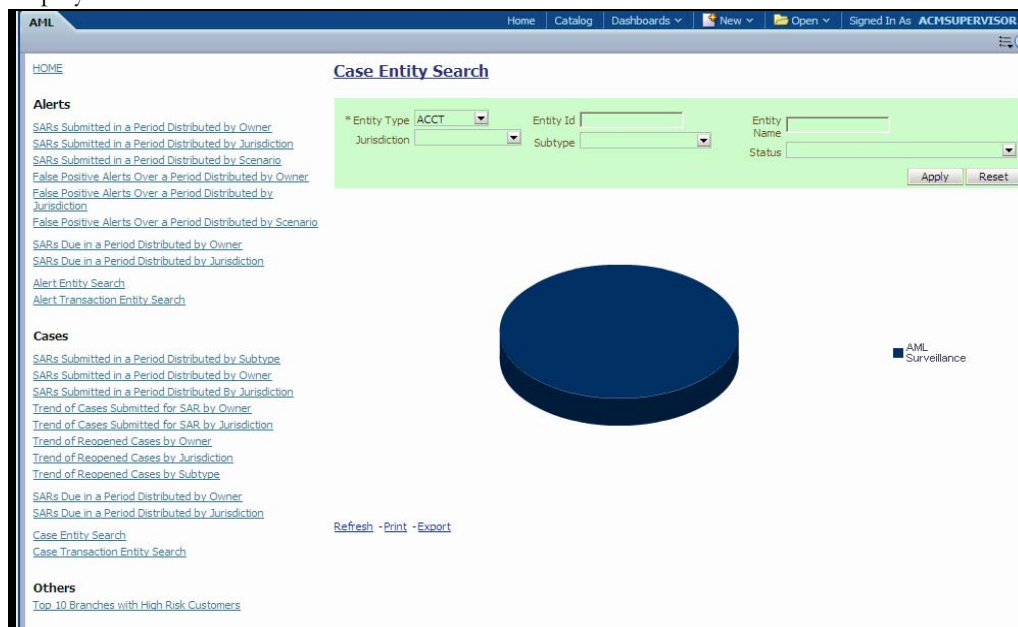 AML
Home Catalog Dashboards New Open Signed In As ACMSUPERVISOR
HOME
Alerts
SARs Submitted in a Period Distributed by Owner
SARs Submitted in a Period Distributed by Jurisdiction
SARs Submitted in a Period Distributed by Scenario
False Positive Alerts Over a Period Distributed by Owner
False Positive Alerts Over a Period Distributed by
Jurisdiction
False Positive Alerts Over a Period Distributed by Scenario
SARs Due in a Period Distributed by Owner
SARs Due in a Period Distributed by Jurisdiction
Alert Entity Search
Alert Transaction Entity Search
Cases
SARs Submitted in a Period Distributed by Subtype
SARs Submitted in a Period Distributed by Owner
SARs Submitted in a Period Distributed By Jurisdiction
Trend of Cases Submitted for SAR by Owner
Trend of Cases Submitted for SAR by Jurisdiction
Trend of Reopened Cases by Owner
Trend of Reopened Cases by Jurisdiction
Trend of Reopened Cases by Subtype
SARs Due in a Period Distributed by Owner
SARs Due in a Period Distributed by Jurisdiction
Case Entity Search
Case Transaction Entity Search
Others
Top 10 Branches with High Risk Customers
Case Entity Search
* Entity Type ACCT Entity Id Entity
Name
Jurisdiction Subtype Status
Apply Reset
AML
Surveillance
Refresh - Print - Export